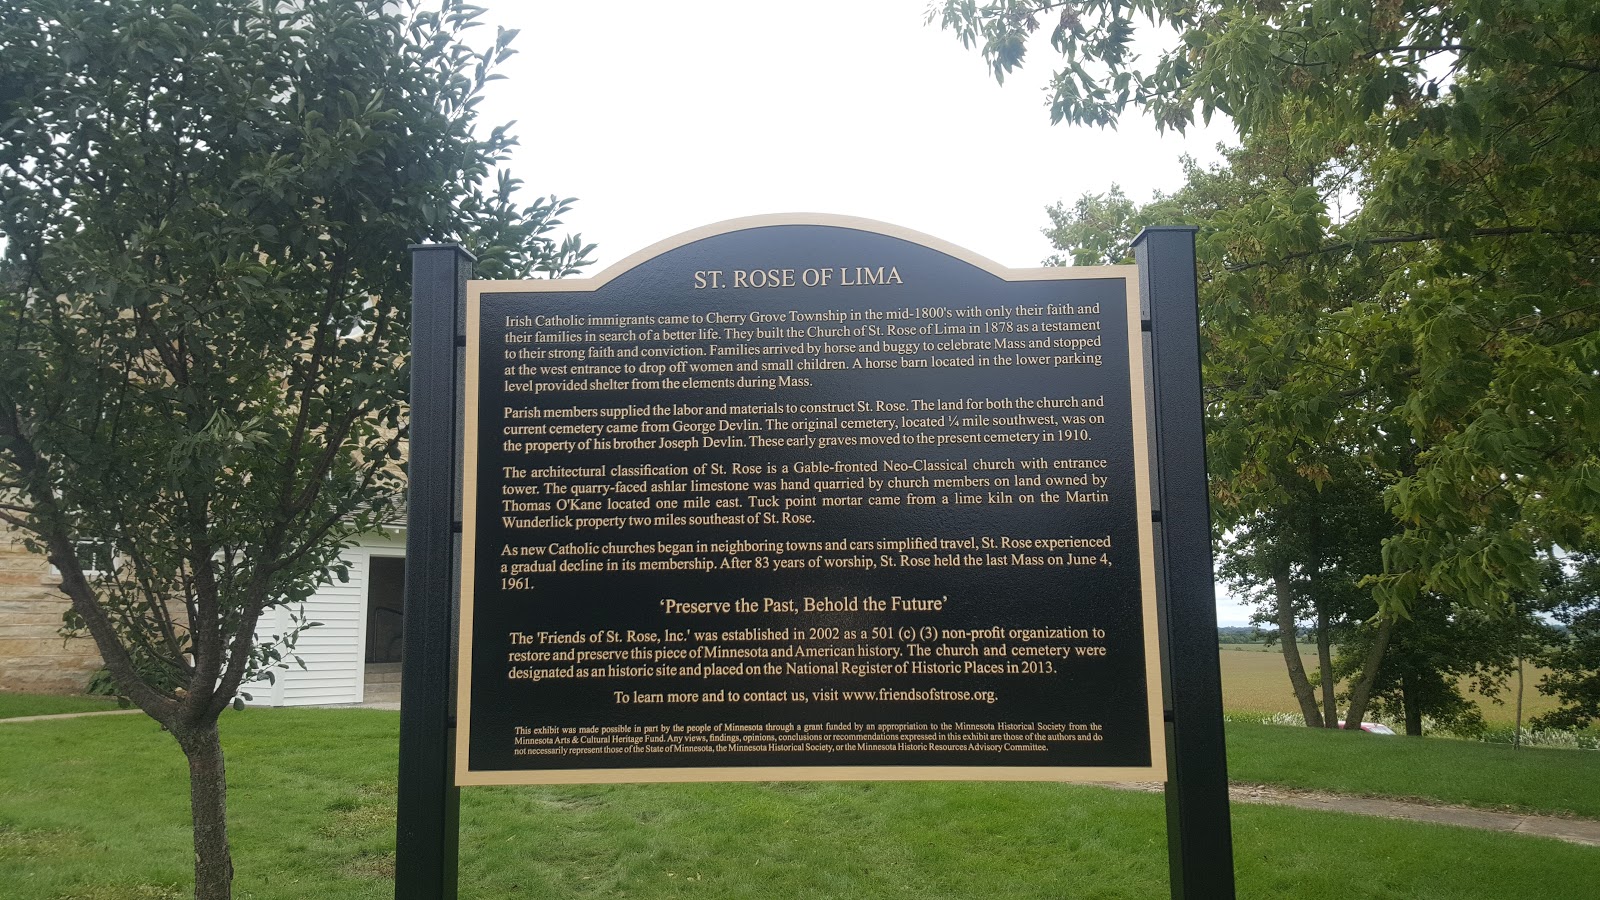 ST. ROSE OF LIMA
Irish Catholic immigrants came to Cherry Grove Township in the mid-1800's with only their faith and
their families in search of a better life. They built the Church of St. Rose of Lima in 1878 as a testament
to their strong faith and conviction. Families arrived by horse and buggy to celebrate Mass and stopped
at the west entrance to drop off women and small children. A horse barn located in the lower parking
level provided shelter from the elements during Mass.
Parish members supplied the labor and materials to construct St. Rose. The land for both the church and
current cemetery came from George Devlin. The original cemetery, located ¼ mile southwest, was on
the property of his brother Joseph Devlin. These early graves moved to the present cemetery in 1910.
The architectural classification of St. Rose is a Gable-fronted Neo-Classical church with entrance
tower. The quarry-faced ashlar limestone was hand quarried by church members on land owned by
Thomas O'Kane located one mile east. Tuck point mortar came from a lime kiln on the Martin
Wunderlick property two miles southeast of St. Rose.
As new Catholic churches began in neighboring towns and cars simplified travel, St. Rose experienced
a gradual decline in its membership. After 83 years of worship, St. Rose held the last Mass on June 4,
1961.
‘Preserve the Past, Behold the Future’
The 'Friends of St. Rose, Inc.' was established in 2002 as a 501 (c) (3) non-profit organization to
restore and preserve this piece of Minnesota and American history. The church and cemetery were
designated as an historic site and placed on the National Register of Historic Places in 2013.
To learn more and to contact us, visit www.friendsofstrose.org.
This exhibit was made possible in part by the people of Minnesota through a grant funded by an appropriation to the Minnesota Historical Society from the
Minnesota Arts & Cultural Heritage Fund. Any views, findings, opinions, conclusions or recommendations expressed in this exhibit are those of the authors and do
not necessarily represent those of the State of Minnesota, the Minnesota Historical Society, or the Minnesota Historic Resources Advisory Committee.